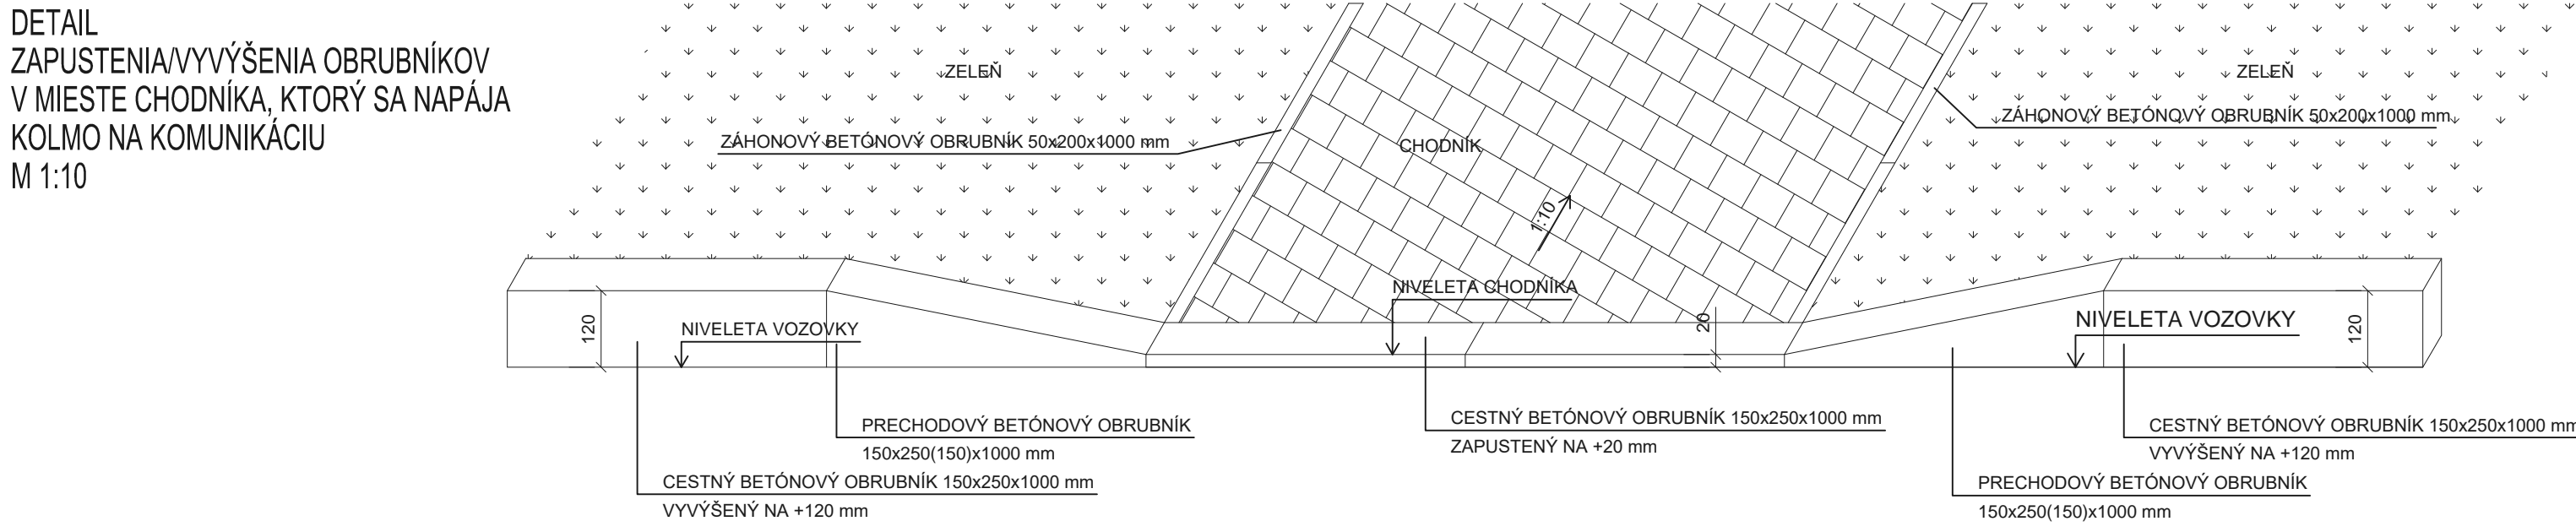 DETAIL
ZAPUSTENIA/VYVÝŠENIA OBRUBNÍKOV
V MIESTE CHODNÍKA, KTORÝ SA NAPÁJA
KOLMO NA KOMUNIKÁCIU
M 1:10
ZELEŇ
ZELEŇ
ZÁHONOVÝ BETÓNOVÝ OBRUBNÍK 50x200x1000 mm
CHODNÍK
ZÁHONOVÝ BETÓNOVÝ OBRUBNÍK 50x200x1000 mm
1:10
NIVELETA CHODNÍKA
120
NIVELETA VOZOVKY
20
NIVELETA VOZOVKY
120
PRECHODOVÝ BETÓNOVÝ OBRUBNÍK
150x250(150)x1000 mm
CESTNÝ BETÓNOVÝ OBRUBNÍK 150x250x1000 mm
VYVÝŠENÝ NA +120 mm
CESTNÝ BETÓNOVÝ OBRUBNÍK 150x250x1000 mm
ZAPUSTENÝ NA +20 mm
CESTNÝ BETÓNOVÝ OBRUBNÍK 150x250x1000 mm
VYVÝŠENÝ NA +120 mm
PRECHODOVÝ BETÓNOVÝ OBRUBNÍK
150x250(150)x1000 mm